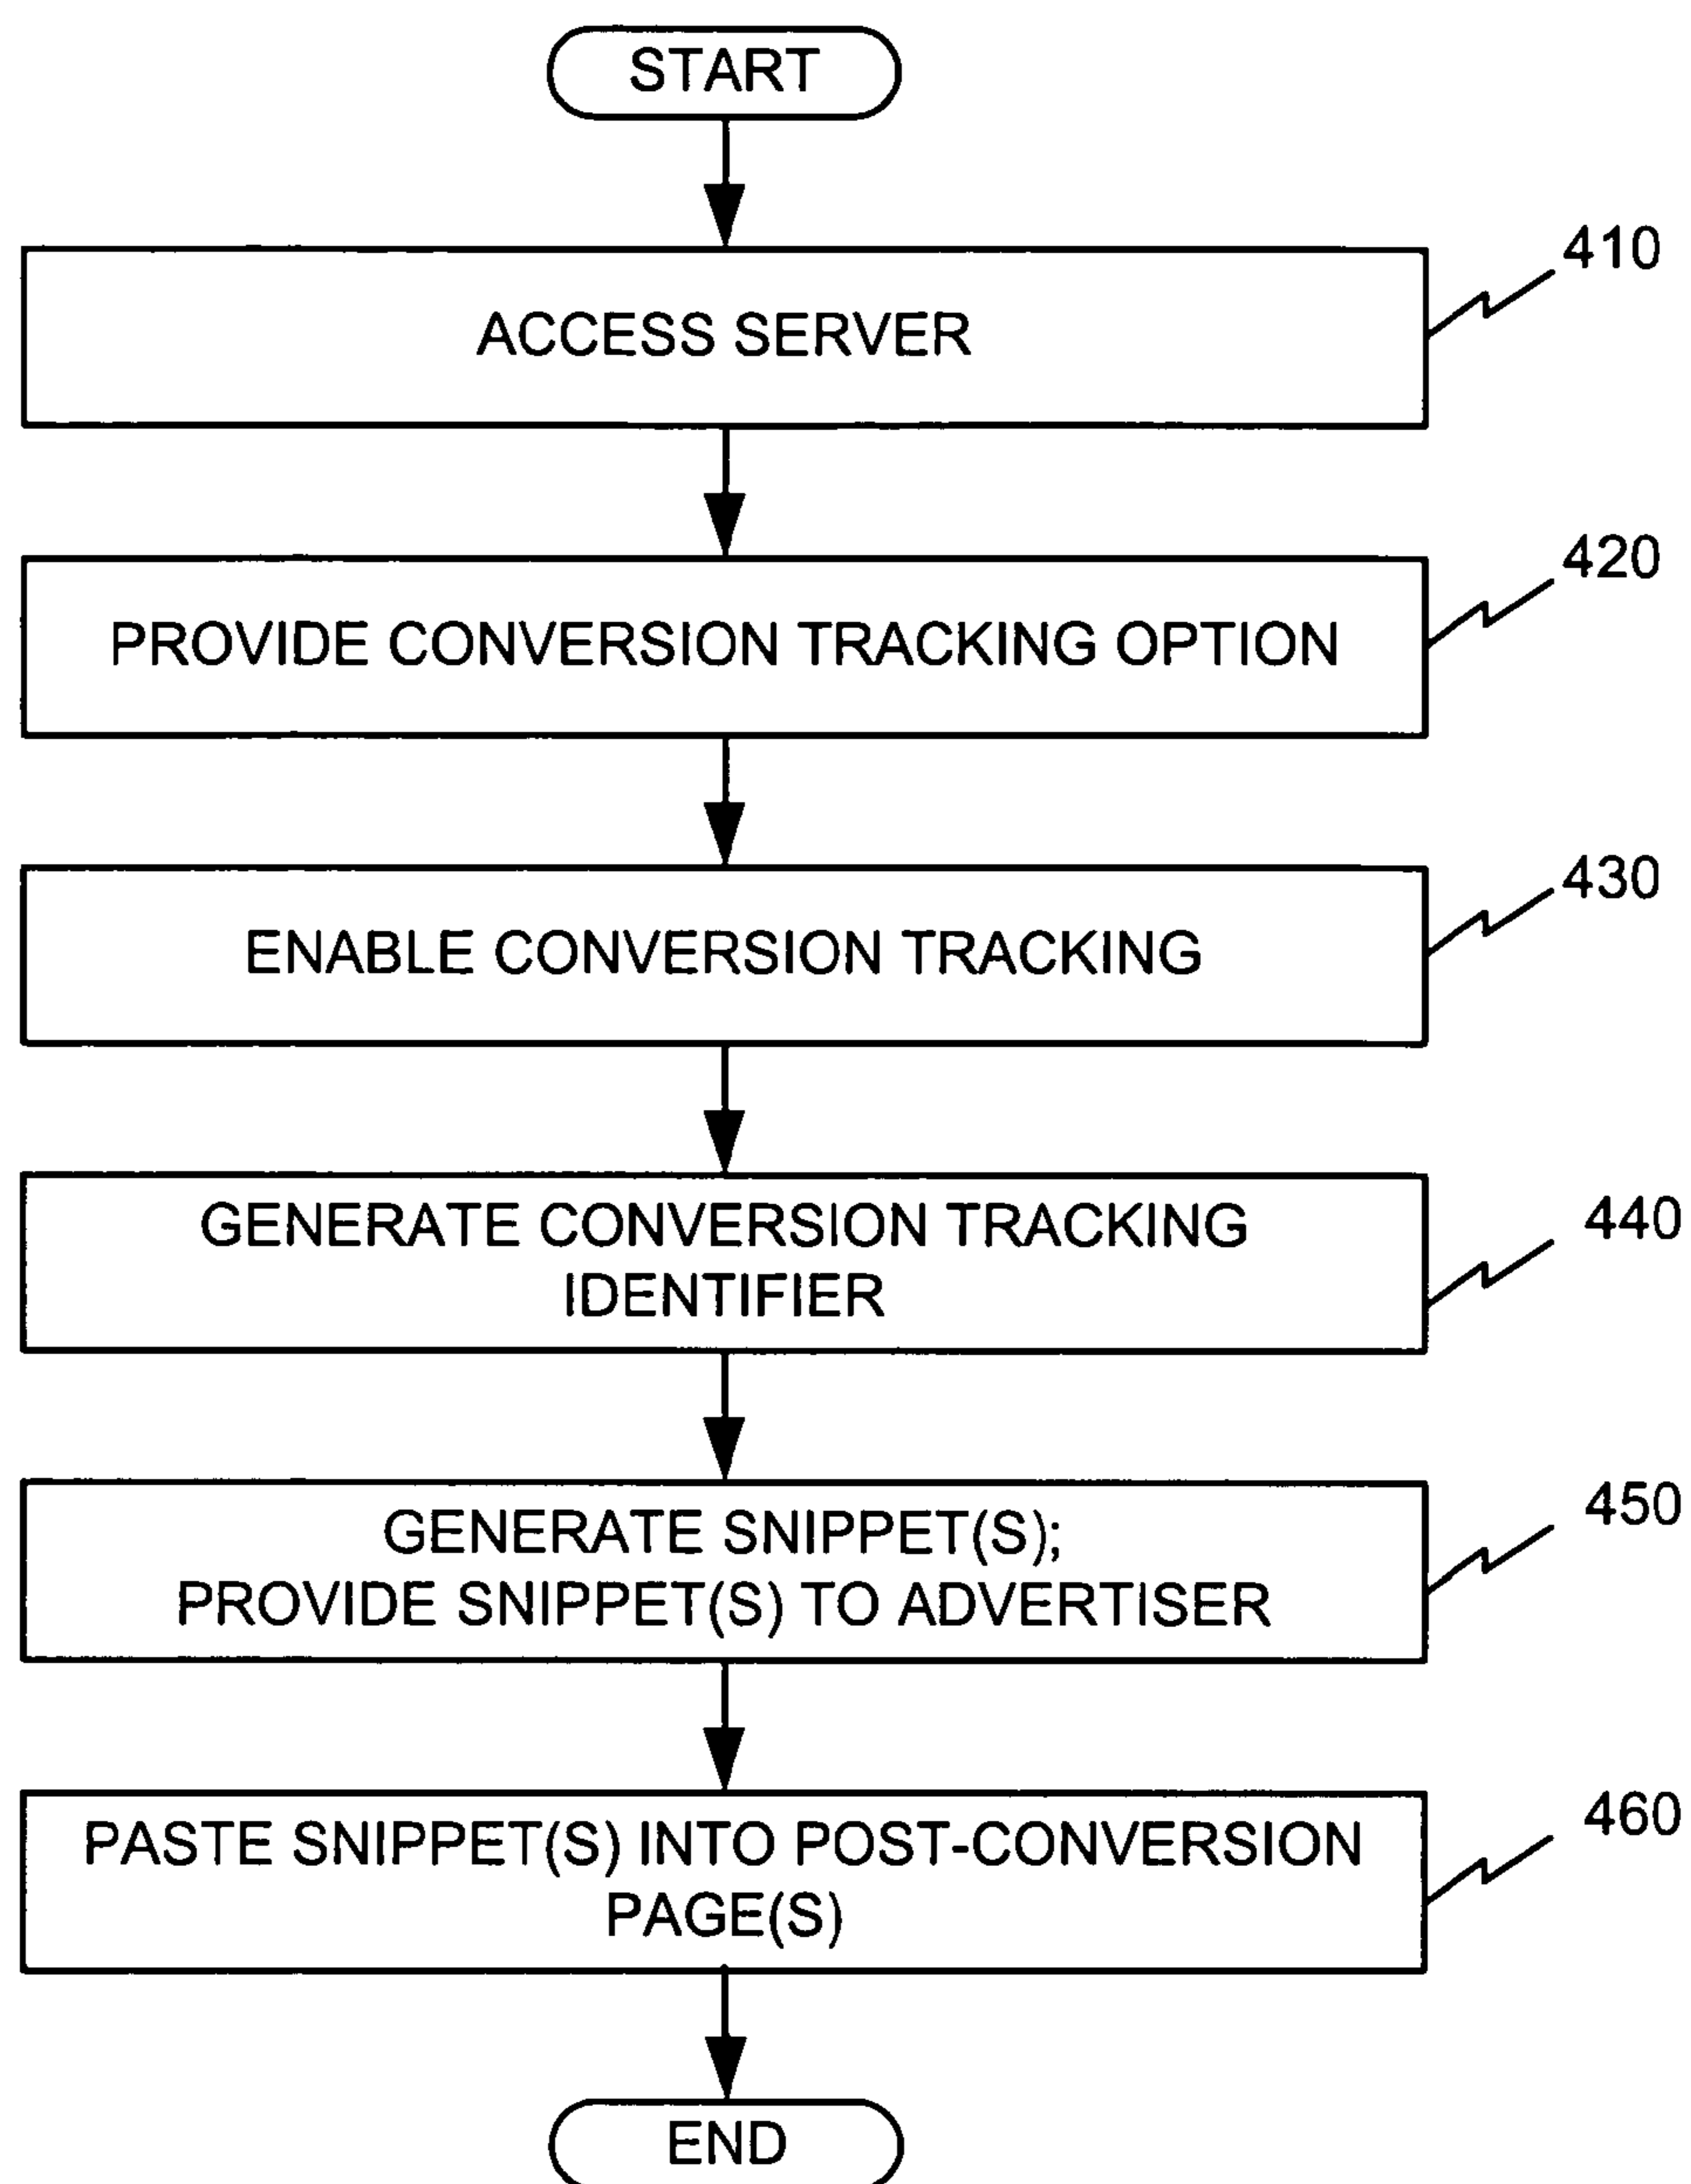 START
ACCESS SERVER
410
PROVIDE CONVERSION TRACKING OPTION
420
ENABLE CONVERSION TRACKING
430
GENERATE CONVERSION TRACKING
IDENTIFIER
440
GENERATE SNIPPET(S);
PROVIDE SNIPPET(S) TO ADVERTISER
450
PASTE SNIPPET(S) INTO POST-CONVERSION
PAGE(S)
460
END